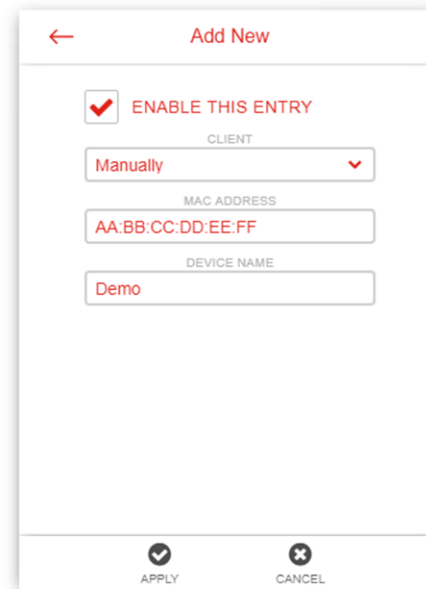 Add New
ENABLE THIS ENTRY
CLIENT
Manually
MAC ADDRESS
AA:BB:CC:DD:EE:FF
DEVICE NAME
Demo
APPLY CANCEL